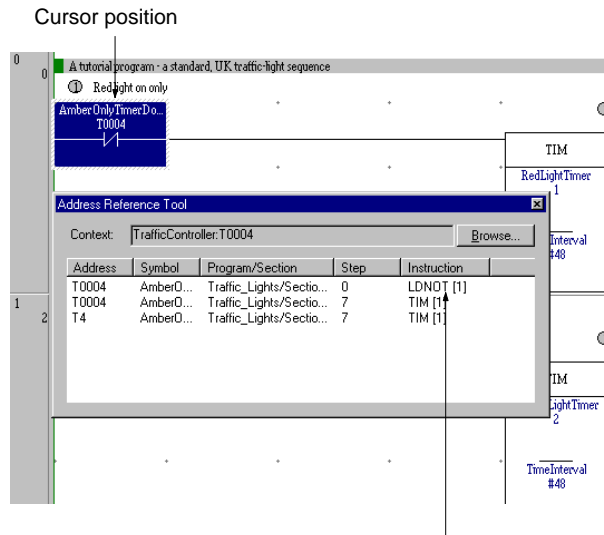 Cursor position
0
0
A tutorial program - a standard, UK traffic-light sequence
1 Red light on only
AmberOnlyTimerDo...
T0004
TIM
RedLightTimer
1
Address Reference Tool
Context: TrafficController:T0004 Browse...
Interval
#48
Address Symbol Program/Section Step Instruction
T0004 AmberO... Traffic_Lights/Sectio... 0 LDNOT [1]
T0004 AmberO... Traffic_Lights/Sectio... 7 TIM [1]
T4 AmberO... Traffic_Lights/Sectio... 7 TIM [1]
1
2
TIM
LightTimer
2
TimeInterval
#48